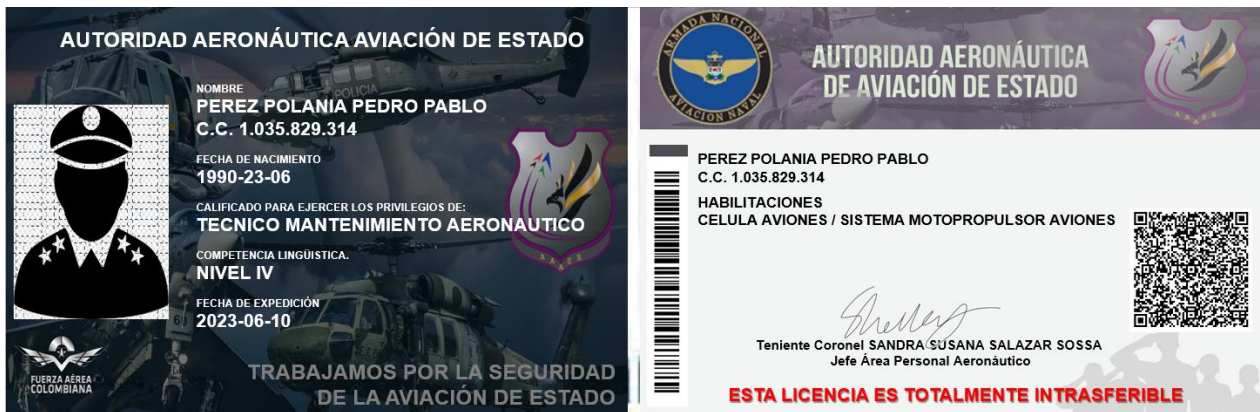 AUTORIDAD AERONÁUTICA AVIACIÓN DE ESTADO
POLICIA
NOMBRE
PEREZ POLANIA PEDRO PABLO
C.C. 1.035.829.314
FECHA DE NACIMIENTO
1990-23-06
CALIFICADO PARA EJERCER LOS PRIVILEGIOS DE:
TECNICO MANTENIMIENTO AERONAUTICO
COMPETENCIA LINGÜISTICA.
NIVEL IV
FECHA DE EXPEDICIÓN
2023-06-10
A A A E S
FUERZA AÉREA
COLOMBIANA
TRABAJAMOS POR LA SEGURIDAD
DE LA AVIACIÓN DE ESTADO
ARMADA NACIONAL
AVIACION NAVAL
AUTORIDAD AERONÁUTICA
DE AVIACIÓN DE ESTADO
A A A E S
PEREZ POLANIA PEDRO PABLO
C.C. 1.035.829.314
HABILITACIONES
CELULA AVIONES / SISTEMA MOTOPROPULSOR AVIONES
Teniente Coronel SANDRA SUSANA SALAZAR SOSSA
Jefe Área Personal Aeronáutico
ESTA LICENCIA ES TOTALMENTE INTRASFERIBLE